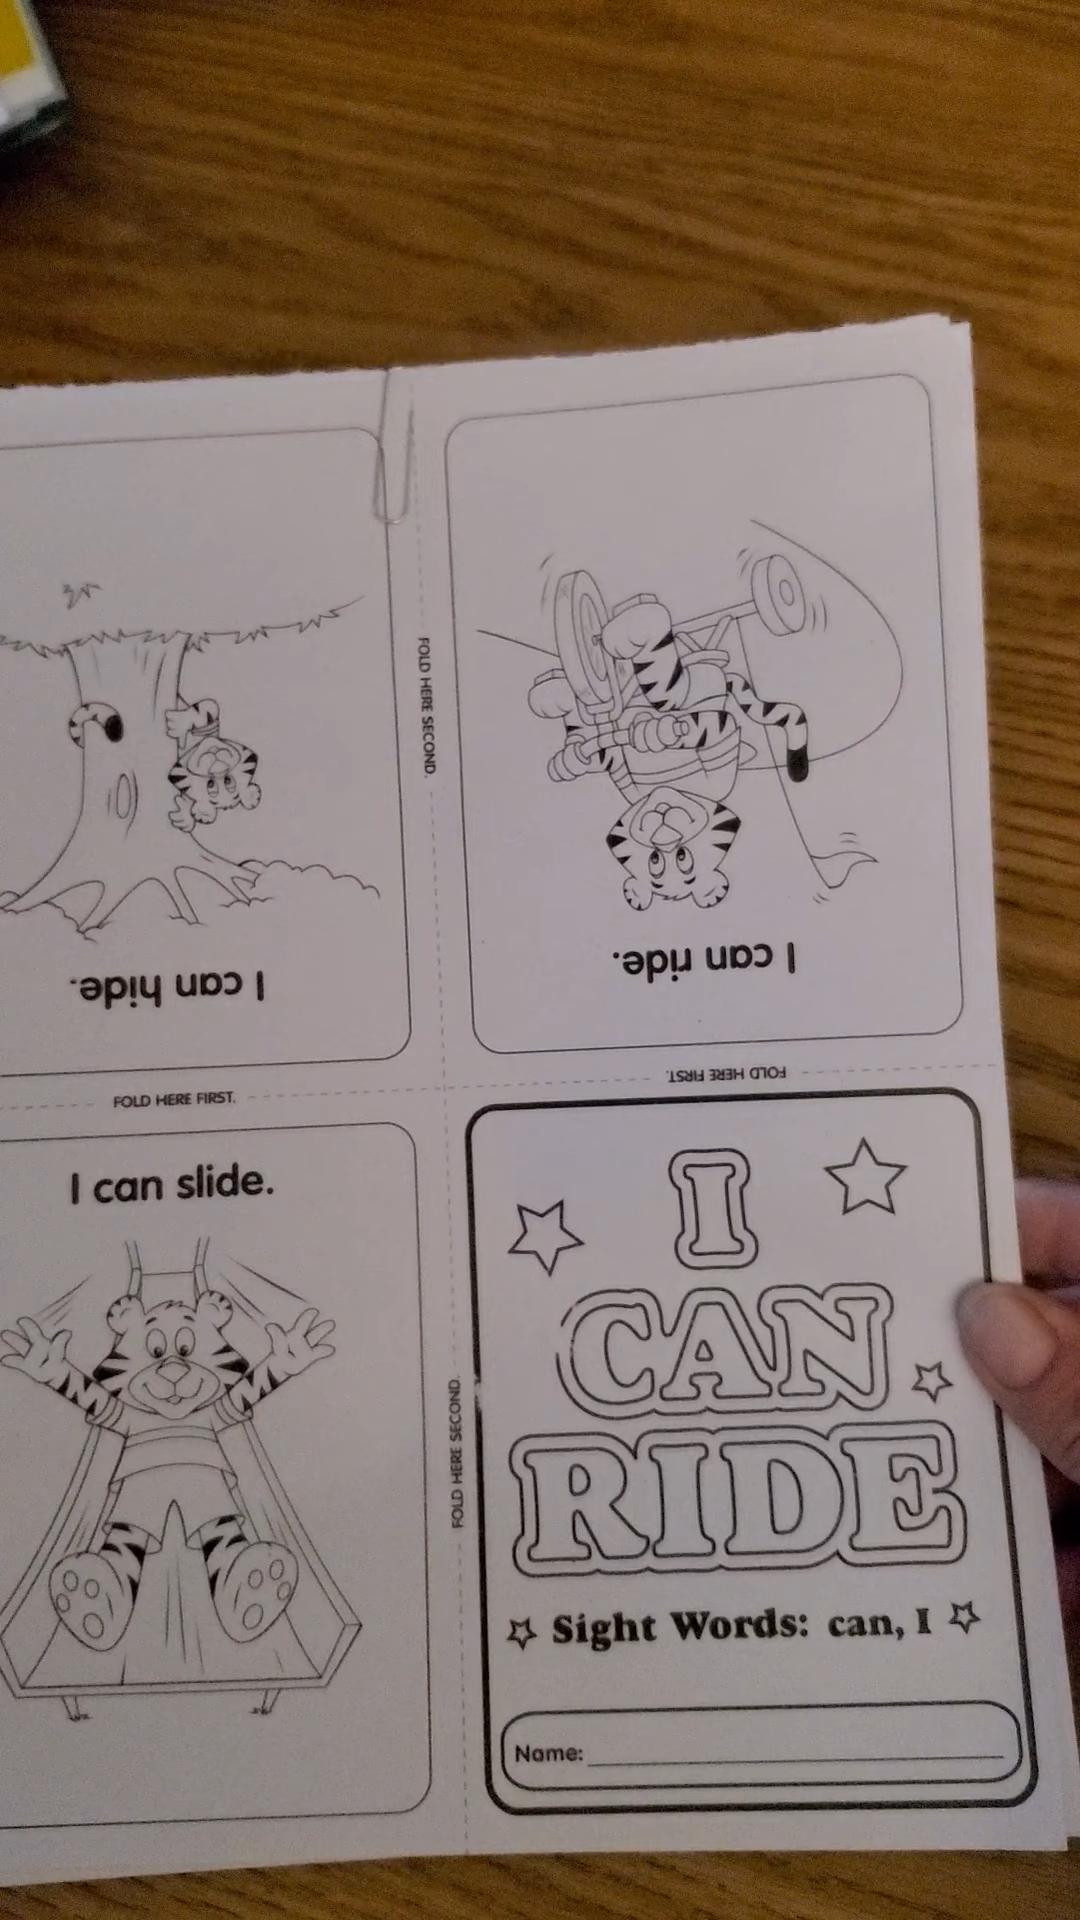 FOLD HERE SECOND.
I can hide.
I can ride.
FOLD HERE FIRST.
FOLD HERE FIRST.
I can slide.
FOLD HERE SECOND.
I
CAN
RIDE
Sight Words: can, I
Name: